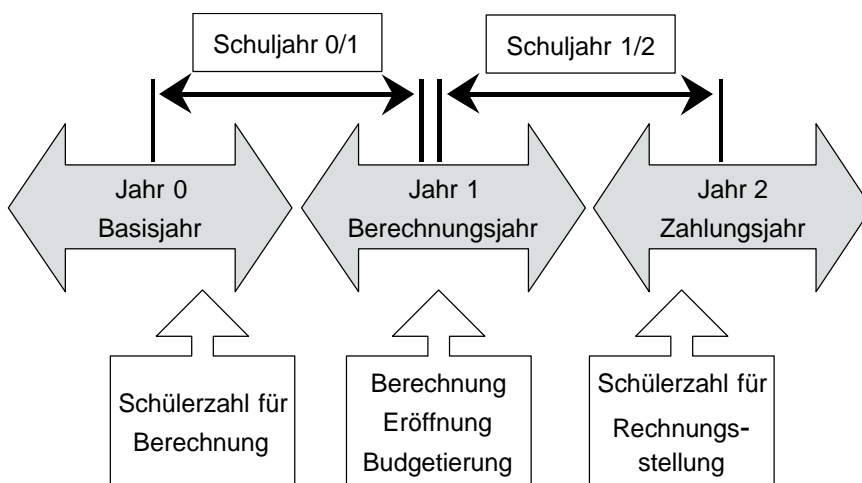 Schuljahr 0/1
Schuljahr 1/2
Jahr 0
Basisjahr
Jahr 1
Berechnungsjahr
Jahr 2
Zahlungsjahr
Schülerzahl für
Berechnung
Berechnung
Eröffnung
Budgetierung
Schülerzahl für
Rechnungs-
stellung